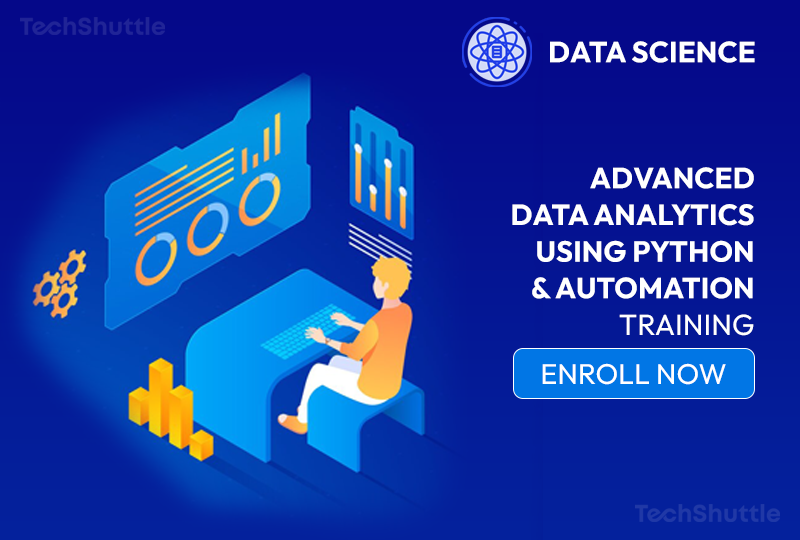 TechShuttle
DATA SCIENCE
ADVANCED
DATA ANALYTICS
USING PYTHON
& AUTOMATION
TRAINING
ENROLL NOW
TechShuttle